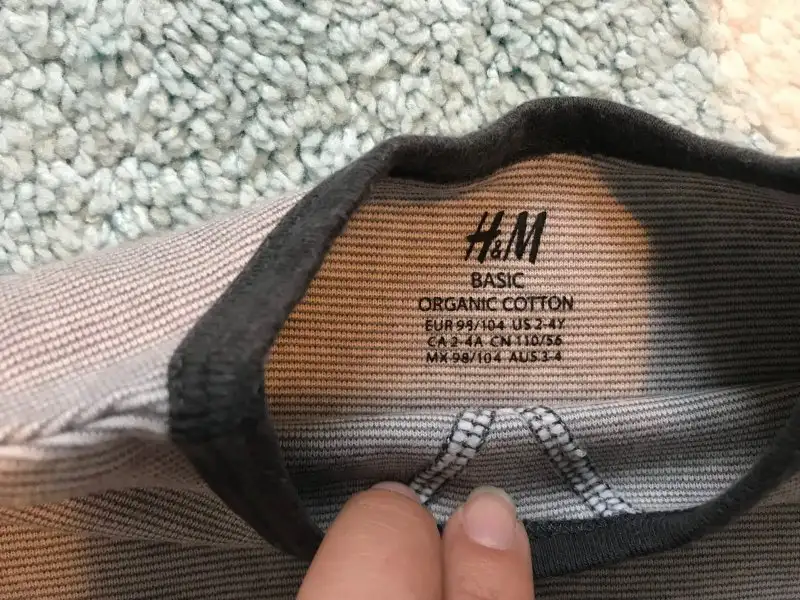 H&M
BASIC
ORGANIC COTTON
EUR 98/104 US 2-4Y
CA 2-4A CN 110/56
MX 98/104 AUS 3-4